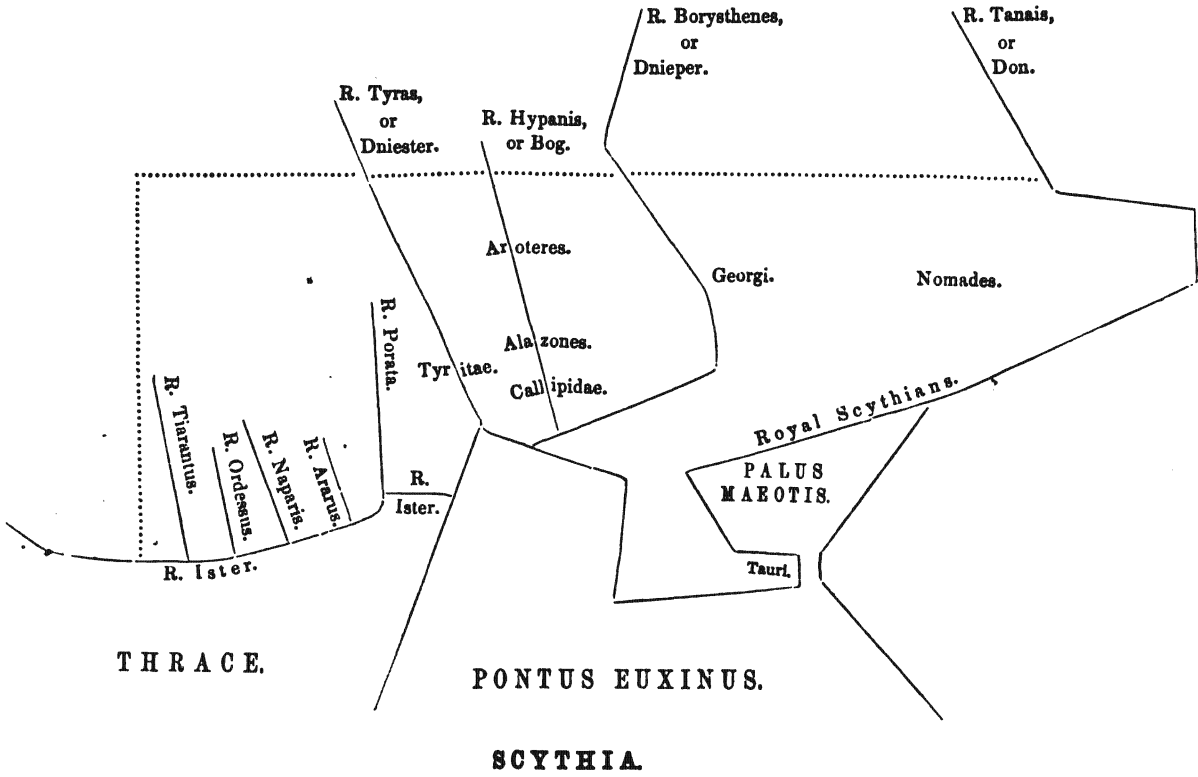 R. Borysthenes,
or
Dnieper.
R. Tanais,
or
Don.
R. Tyras,
or
Dniester.
R. Hypanis,
or Bog.
Aroteres.
Georgi.
Nomades.
R. Porata.
Alazones.
Tyritae.
Callipidae.
R. Tiarantus.
R. Ordessus.
R. Naparis.
R. Ararus.
R.
Ister.
Royal Scythians.
PALUS
MAEOTIS.
Tauri.
R. Ister.
THRACE.
PONTUS EUXINUS.
SCYTHIA.